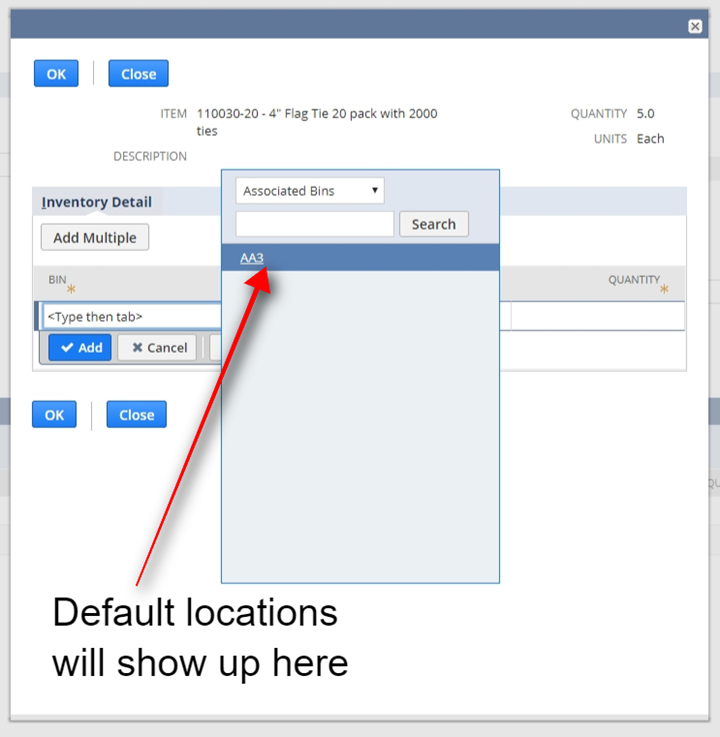 OK
Close
ITEM 110030-20 - 4" Flag Tie 20 pack with 2000
ties
QUANTITY 5.0
UNITS Each
DESCRIPTION
Associated Bins
Inventory Detail
Search
Add Multiple
AA3
BIN
QUANTITY
<Type then tab>
Add
Cancel
OK
Close
QU
Default locations
will show up here